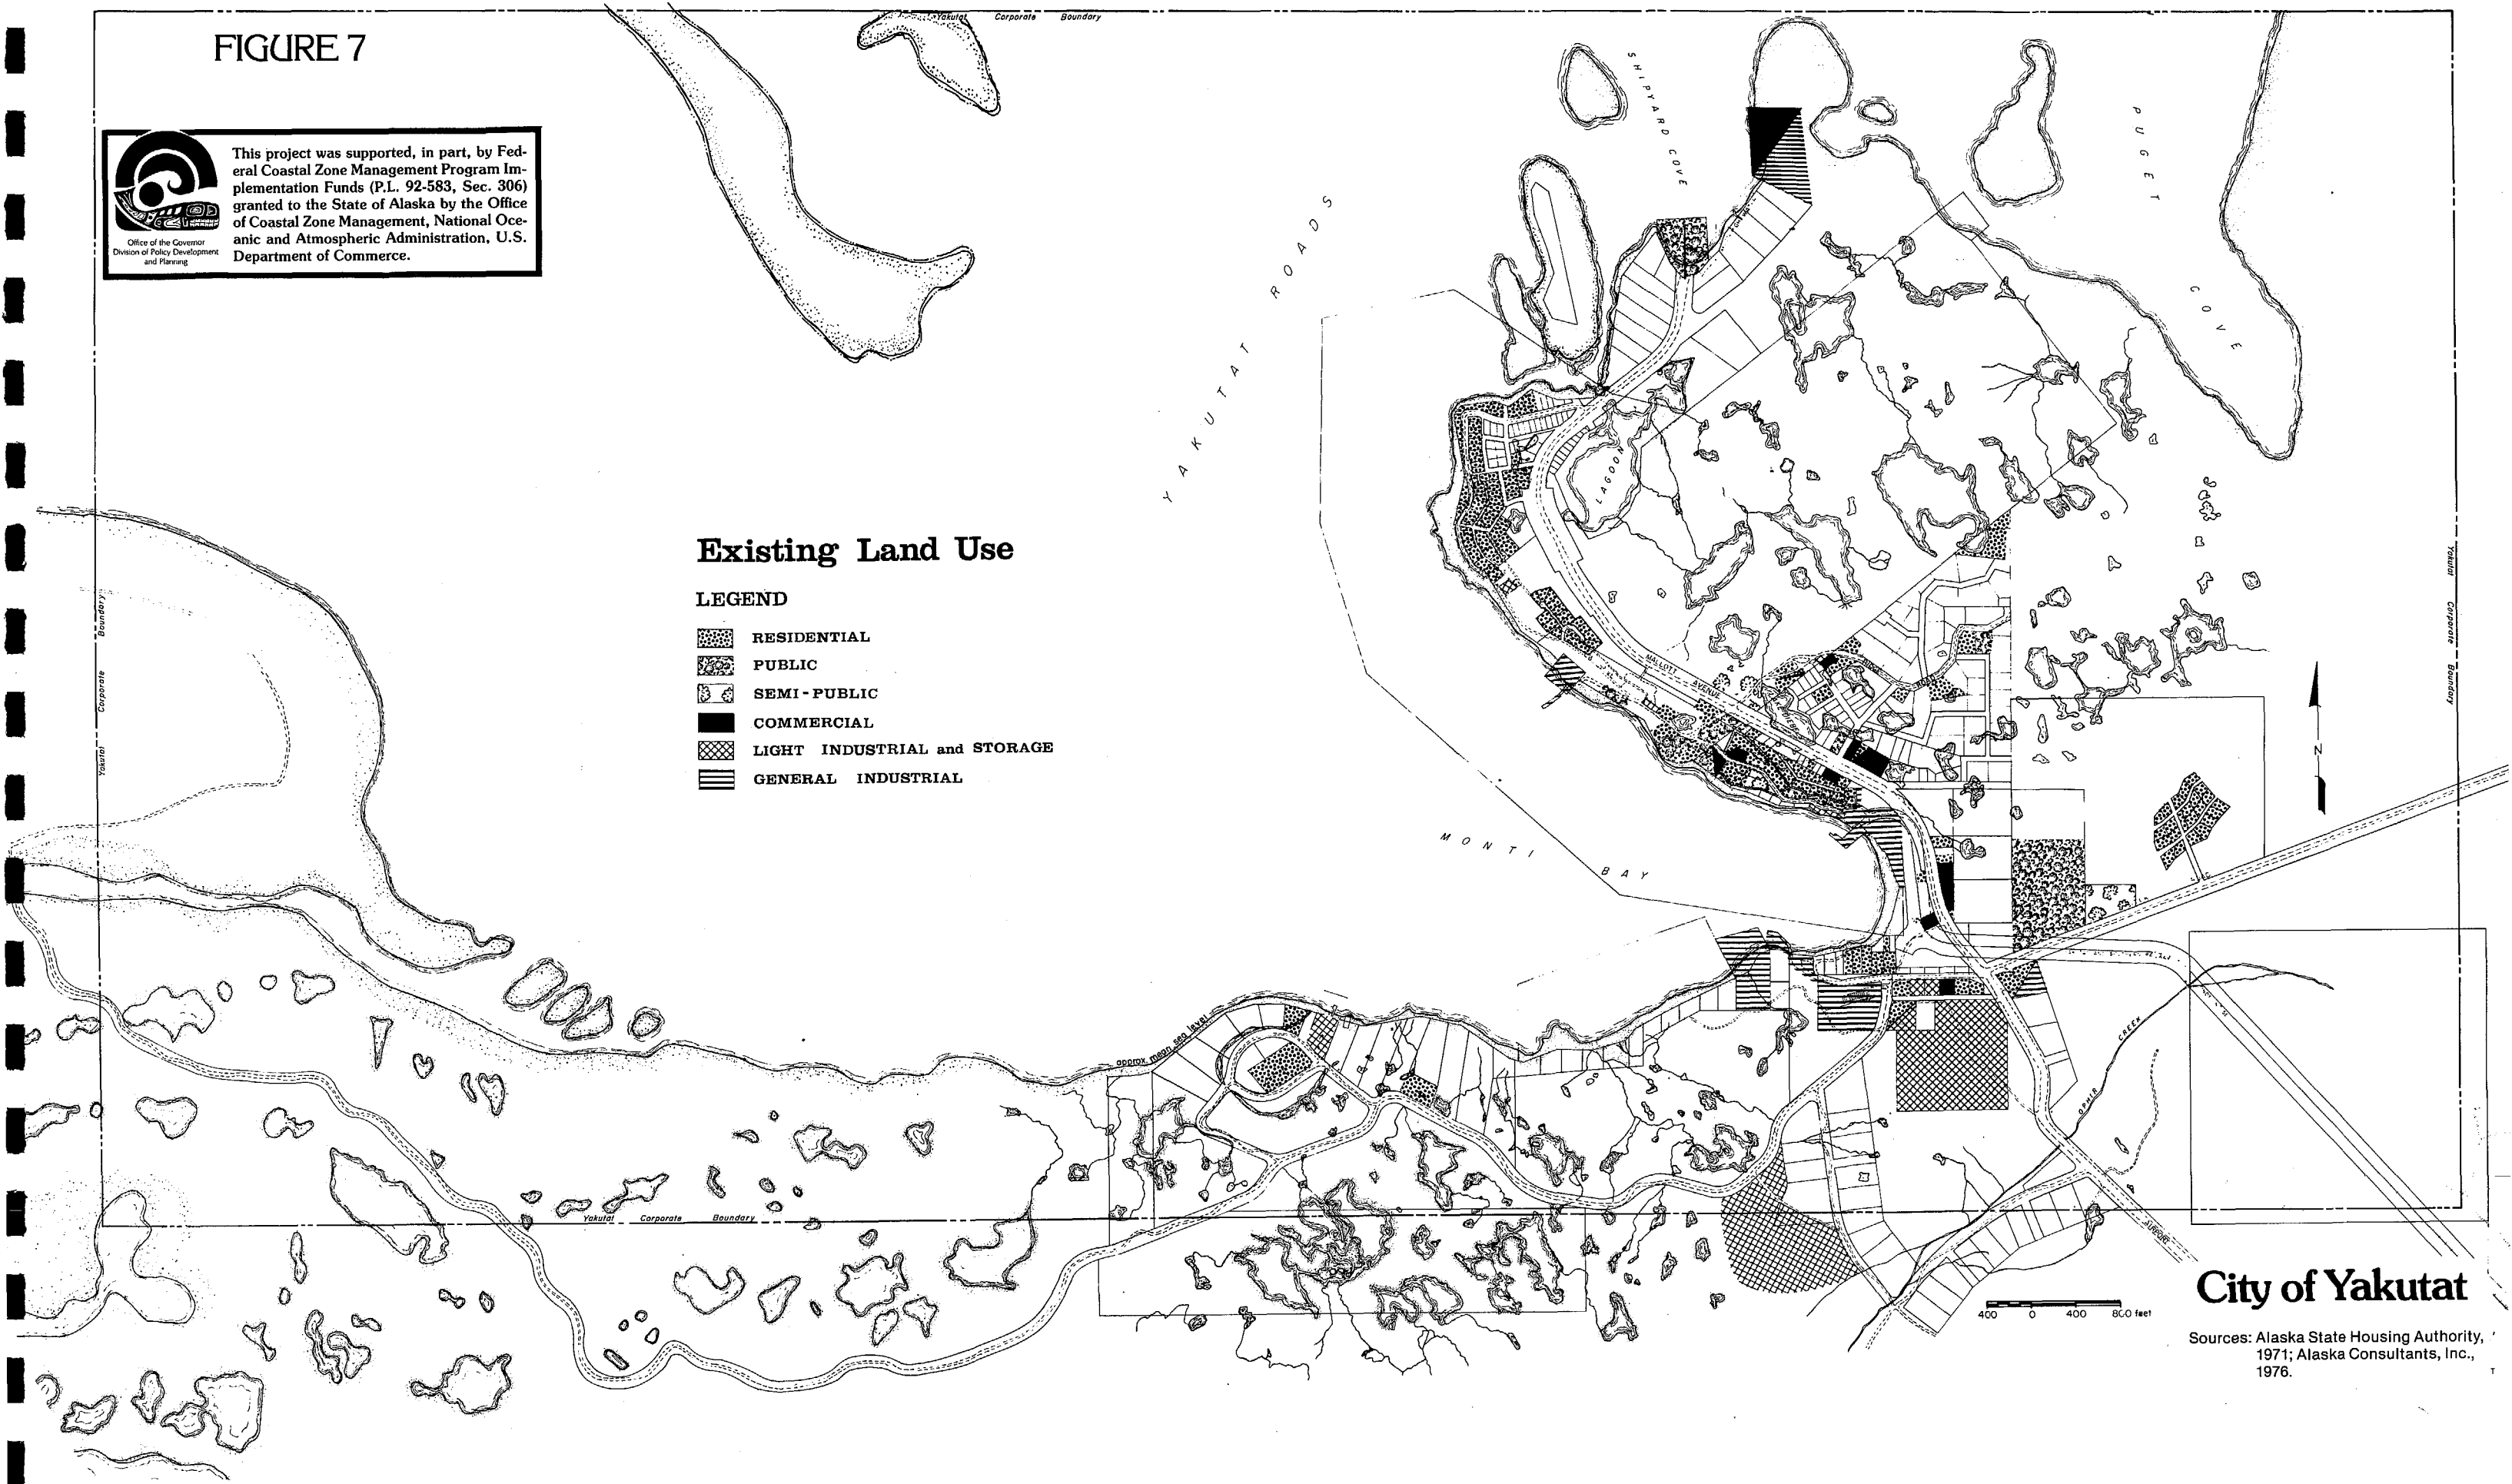 FIGURE 7
Yakutat Corporate Boundary
This project was supported, in part, by Fed-
eral Coastal Zone Management Program Im-
plementation Funds (P.L. 92-583, Sec. 306)
granted to the State of Alaska by the Office
of Coastal Zone Management, National Oce-
anic and Atmospheric Administration, U.S.
Department of Commerce.
Office of the Governor
Division of Policy Development
and Planning
SHIPYARD COVE
PUGET COVE
YAKUTAT ROADS
LAGOON
Existing Land Use
LEGEND
RESIDENTIAL
PUBLIC
SEMI-PUBLIC
COMMERCIAL
LIGHT INDUSTRIAL and STORAGE
GENERAL INDUSTRIAL
Yakutat Corporate Boundary
Yakutat Corporate Boundary
MALLOTT AVENUE
N
MONTI BAY
approx. mean sea level
OPHIR CREEK
Yakutat Corporate Boundary
AIRPORT
City of Yakutat
400 0 400 800 feet
Sources: Alaska State Housing Authority,
1971; Alaska Consultants, Inc.,
1976.